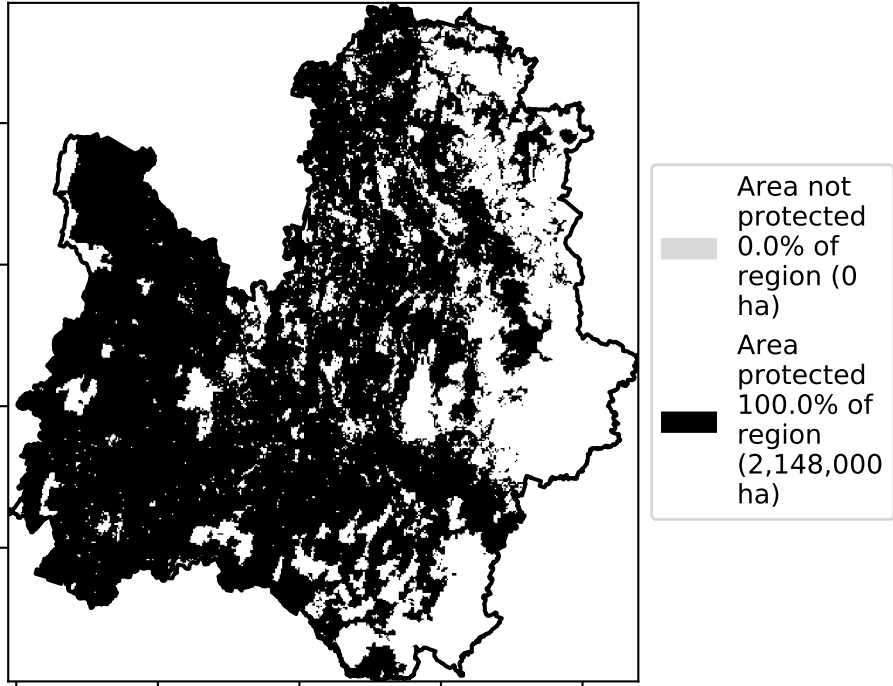 Area not
protected
0.0% of
region (0
ha)
Area
protected
100.0% of
region
(2,148,000
ha)